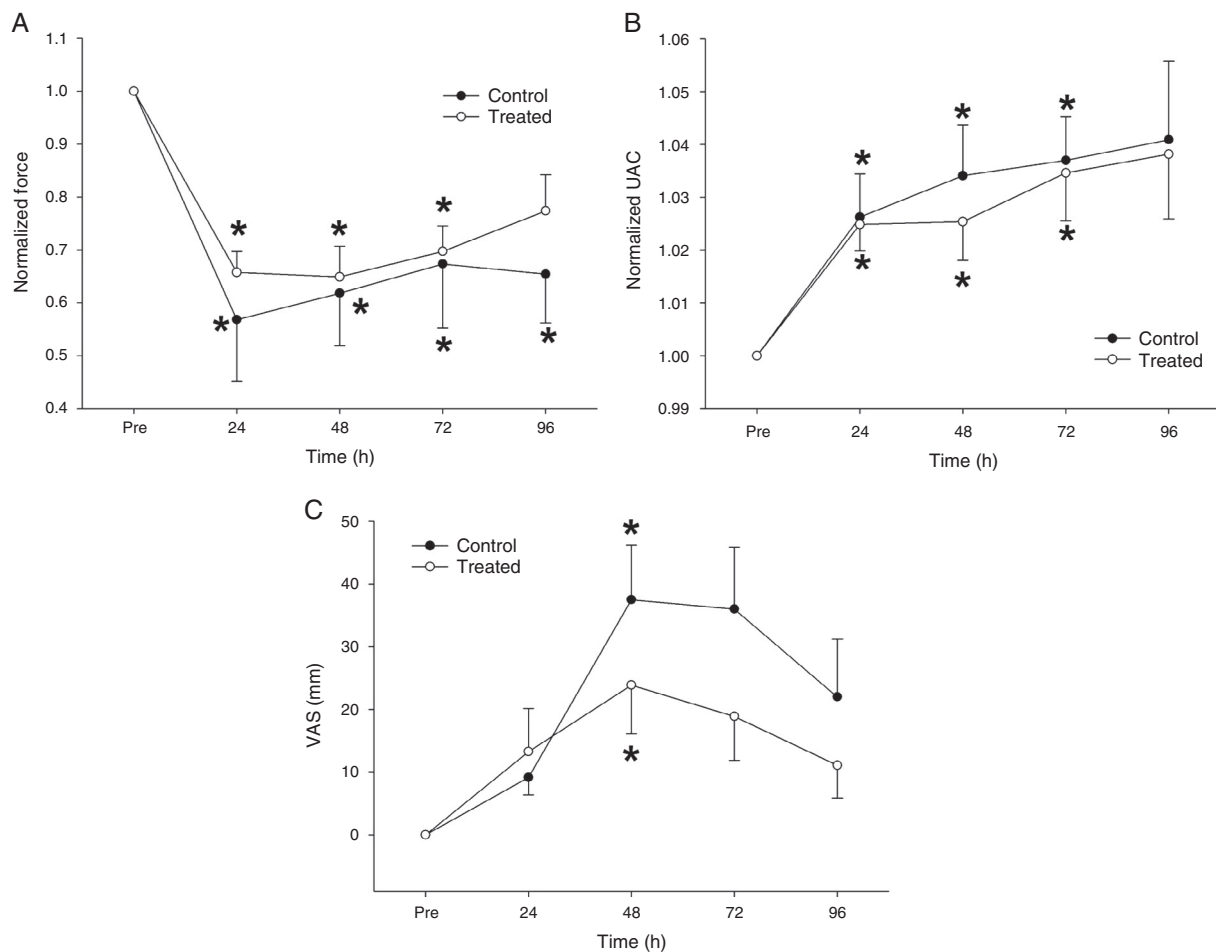 A
1.1
1.0
0.9
0.8
0.7
0.6
0.5
0.4
Normalized force
Control
Treated
*
*
*
*
*
*
*
Pre
24
48
72
96
Time (h)
B
1.06
1.05
1.04
1.03
1.02
1.01
1.00
0.99
Normalized UAC
*
*
*
*
*
*
Control
Treated
Pre
24
48
72
96
Time (h)
C
50
40
30
20
10
0
VAS (mm)
Control
Treated
*
*
Pre
24
48
72
96
Time (h)